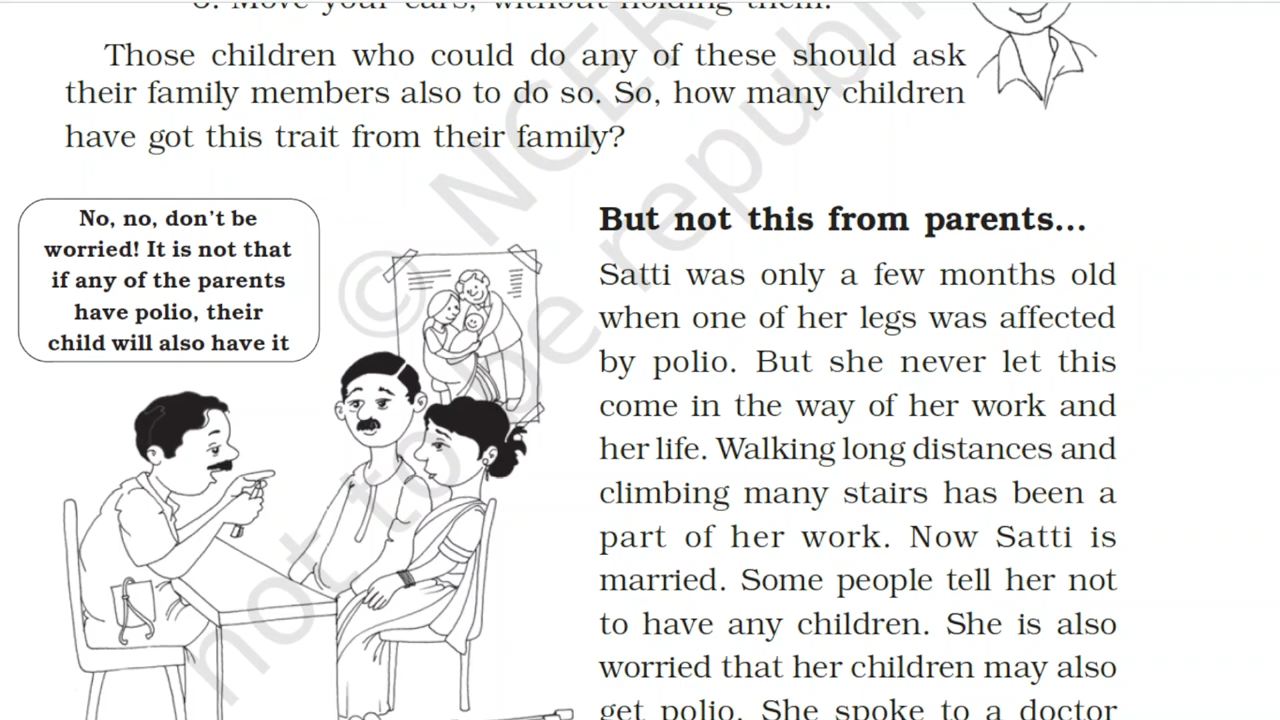 Those children who could do any of these should ask
their family members also to do so. So, how many children
have got this trait from their family?
No, no, don't be
worried! It is not that
if any of the parents
have polio, their
child will also have it
But not this from parents...
Satti was only a few months old
when one of her legs was affected
by polio. But she never let this
come in the way of her work and
her life. Walking long distances and
climbing many stairs has been a
part of her work. Now Satti is
married. Some people tell her not
to have any children. She is also
worried that her children may also
get polio. She spoke to a doctor
© NCER
not to be republi